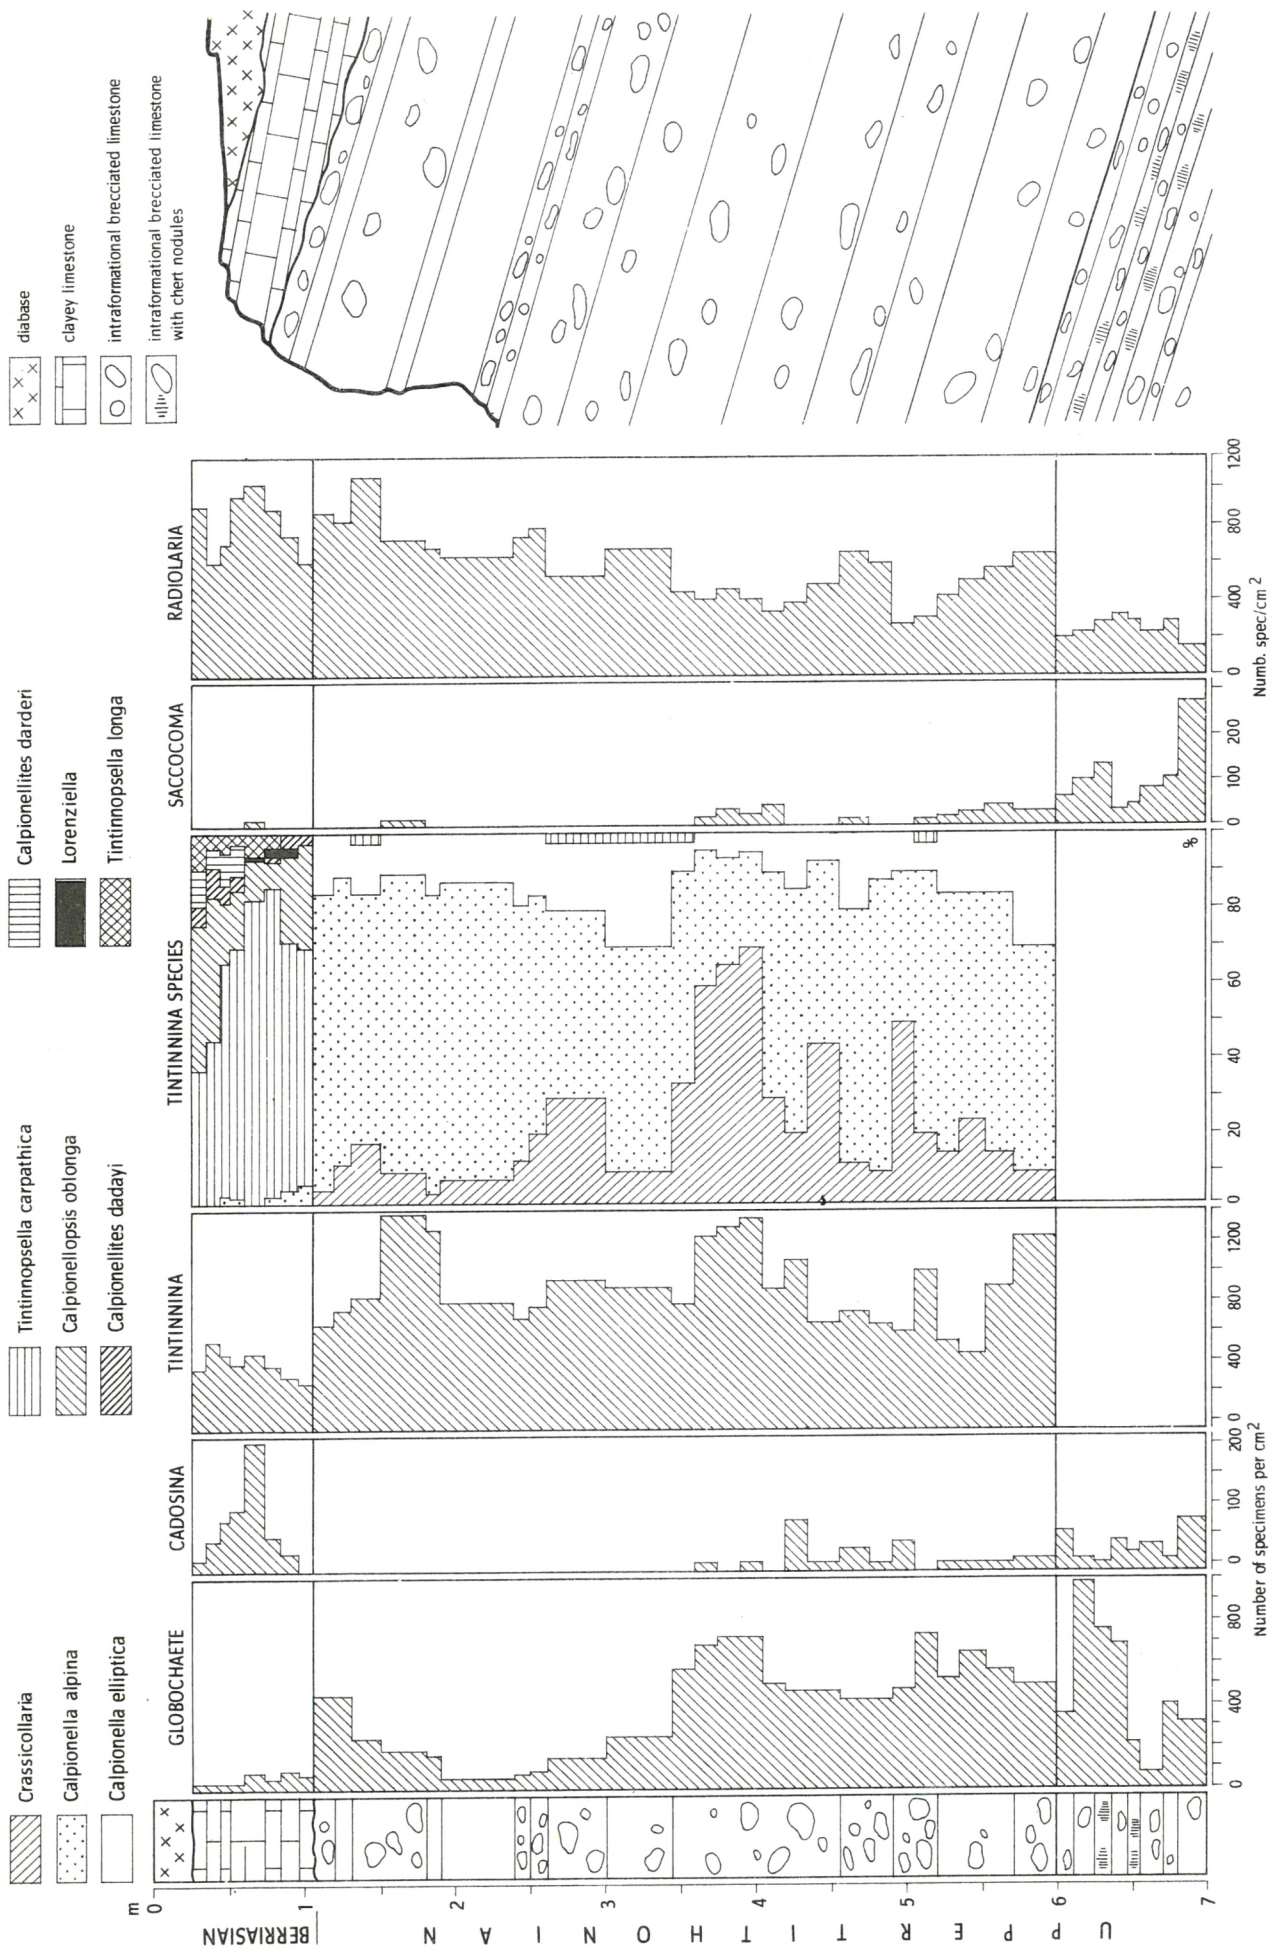 Crassicollaria
Calpionella alpina
Calpionella elliptica
Tintinnopsella carpathica
Calpionellopsis oblonga
Calpionellites dadayi
Calpionellites darderi
Lorenziella
Tintinnopsella longa
diabase
clayey limestone
intraformational brecciated limestone
intraformational brecciated limestone
with chert nodules
GLOBOCHAETE
CADOSINA
TINTINNINA
TINTINNINA SPECIES
SACCOCOMA
RADIOLARIA
m
0
1
2
3
4
5
6
7
BERRIASIAN
UPPER TITHONIAN
0 400 800
0 100 200
0 400 800 1200
0 20 40 60 80 %
0 100 200
0 400 800 1200
Number of specimens per cm2
Numb. spec/cm2